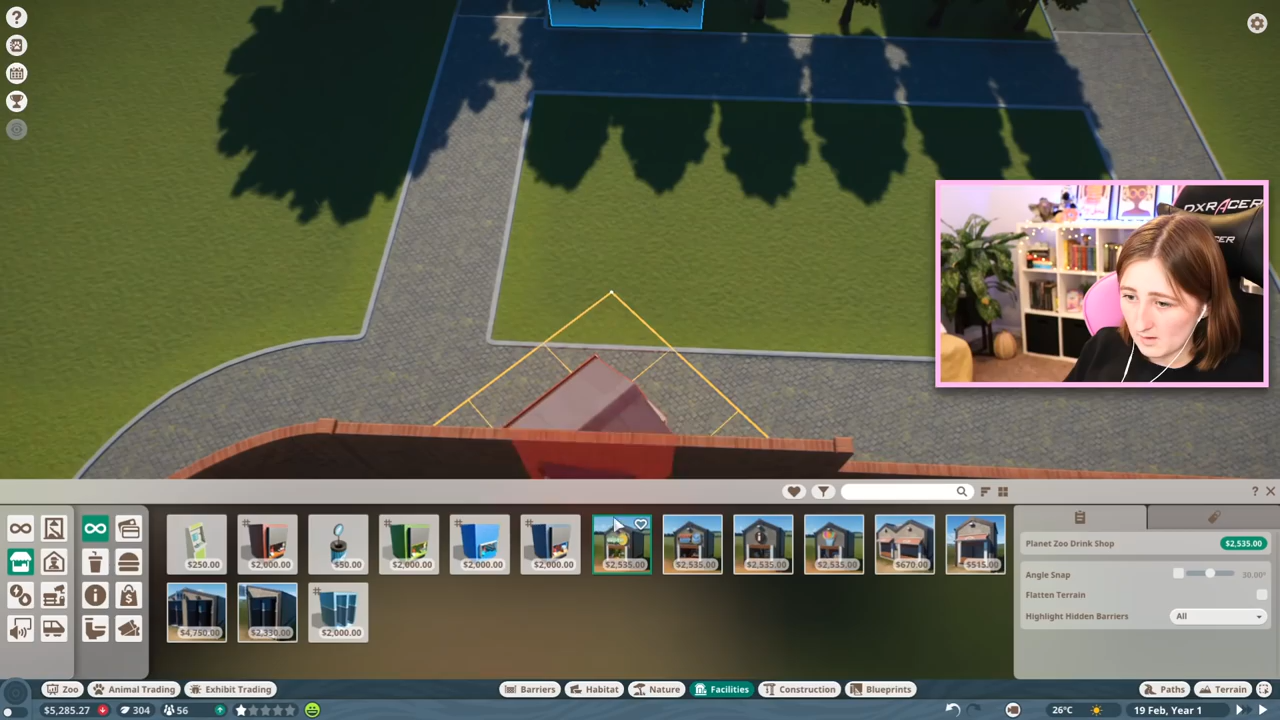 ?
DXRACER
RACER
? ×
$250.00 $2,000.00 $50.00 $2,000.00 $2,000.00 $2,000.00 $2,535.00 $2,535.00 $2,535.00 $2,535.00 $670.00 $515.00
$4,750.00 $2,330.00 $2,000.00
Planet Zoo Drink Shop $2,535.00
Angle Snap 30.00°
Flatten Terrain
Highlight Hidden Barriers All
Zoo Animal Trading Exhibit Trading Barriers Habitat Nature Facilities Construction Blueprints Paths Terrain
$5,285.27 304 56 26°C 19 Feb, Year 1